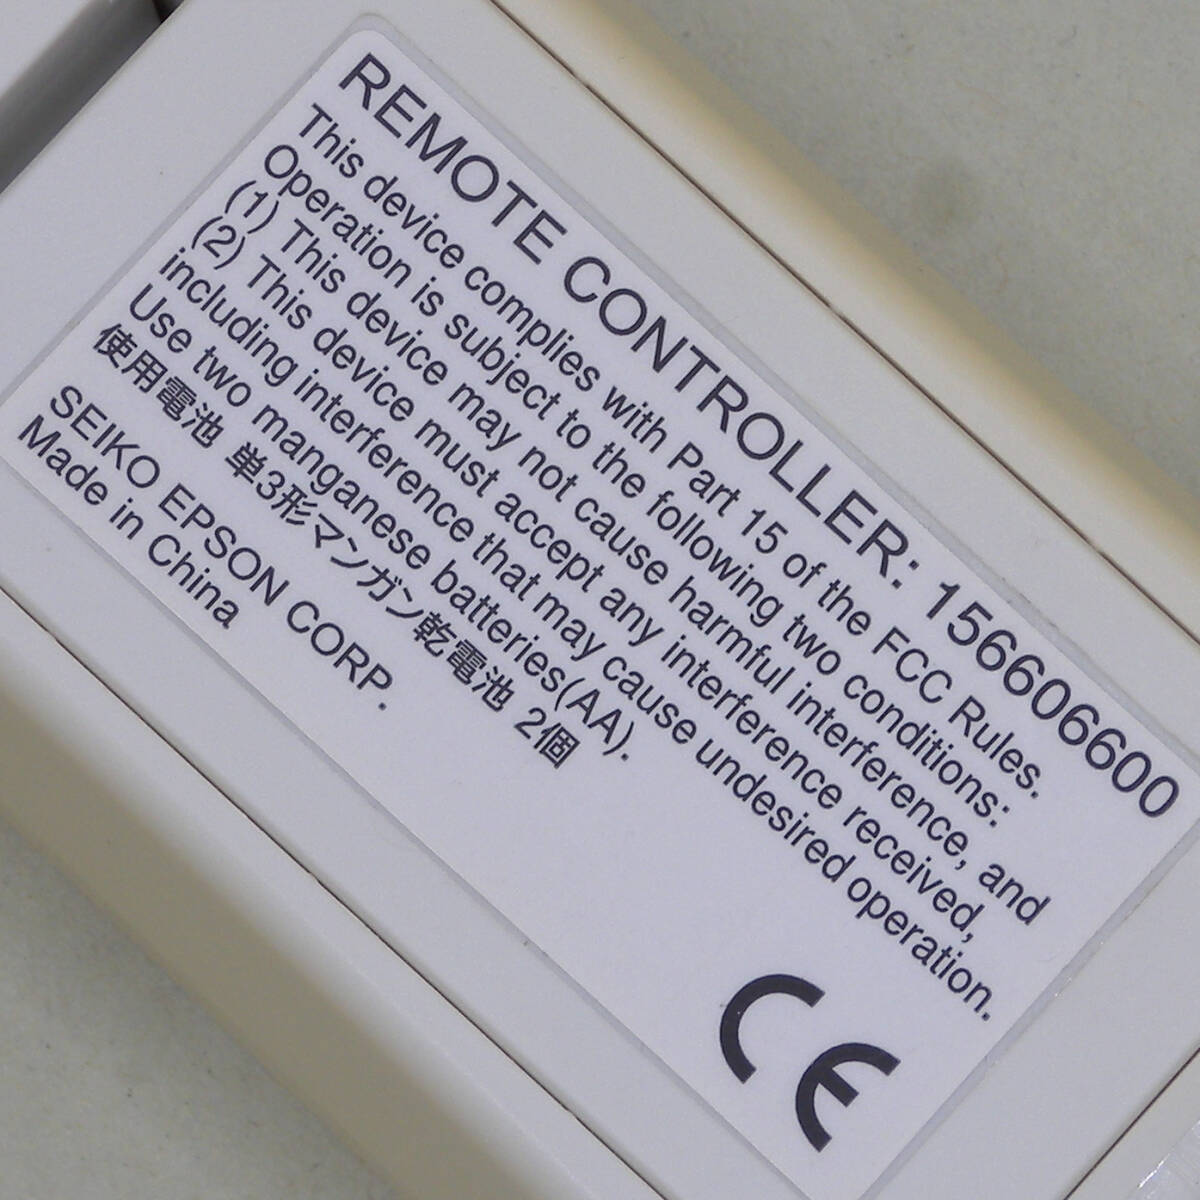 REMOTE CONTROLLER: 156606600
This device complies with Part 15 of the FCC Rules.
Operation is subject to the following two conditions:
(1) This device may not cause harmful interference, and
(2) This device must accept any interference received,
including interference that may cause undesired operation.
Use two manganese batteries(AA).
使用電池 単3形マンガン乾電池 2個
SEIKO EPSON CORP.
Made in China
CE